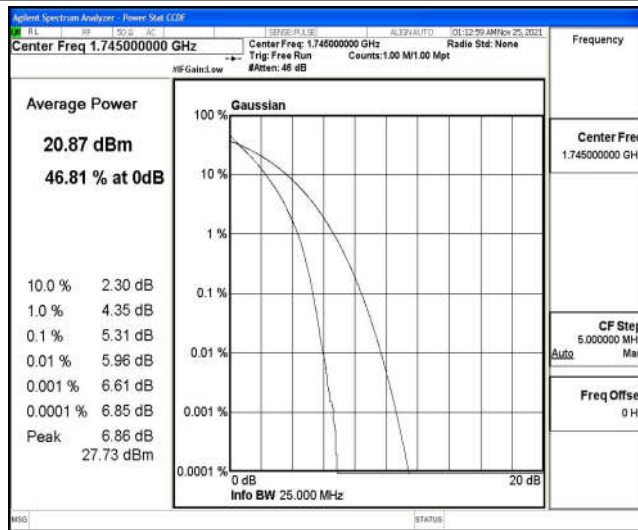 Agilent Spectrum Analyzer - Power Stat CCDF
RL RF 50 Ω AC SENSE:PULSE ALIGNAUTO 01:12:59 AM Nov 25, 2021
Center Freq 1.745000000 GHz
Center Freq: 1.745000000 GHz Radio Std: None
Trig: Free Run Counts:1.00 M/1.00 Mpt
#IFGain:Low #Atten: 46 dB
Frequency
Average Power
20.87 dBm
46.81 % at 0dB
10.0 % 2.30 dB
1.0 % 4.35 dB
0.1 % 5.31 dB
0.01 % 5.96 dB
0.001 % 6.61 dB
0.0001 % 6.85 dB
Peak 6.86 dB
27.73 dBm
Gaussian
100 %
10 %
1 %
0.1 %
0.01 %
0.001 %
0.0001 %
0 dB 20 dB
Info BW 25.000 MHz
Center Fre
1.745000000 GH
CF Step
5.000000 MH
Auto Ma
Freq Offse
0 H
MSG STATUS